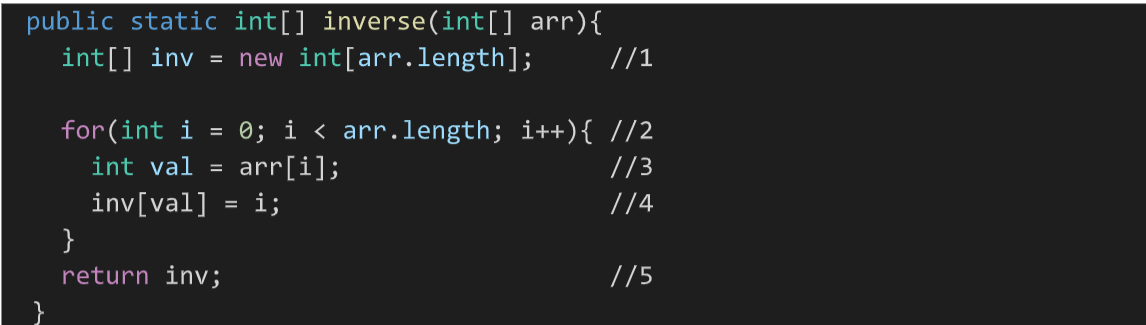 public static int[] inverse(int[] arr){
int[] inv = new int[arr.length]; //1
for(int i = 0; i < arr.length; i++){ //2
int val = arr[i]; //3
inv[val] = i; //4
}
return inv; //5
}